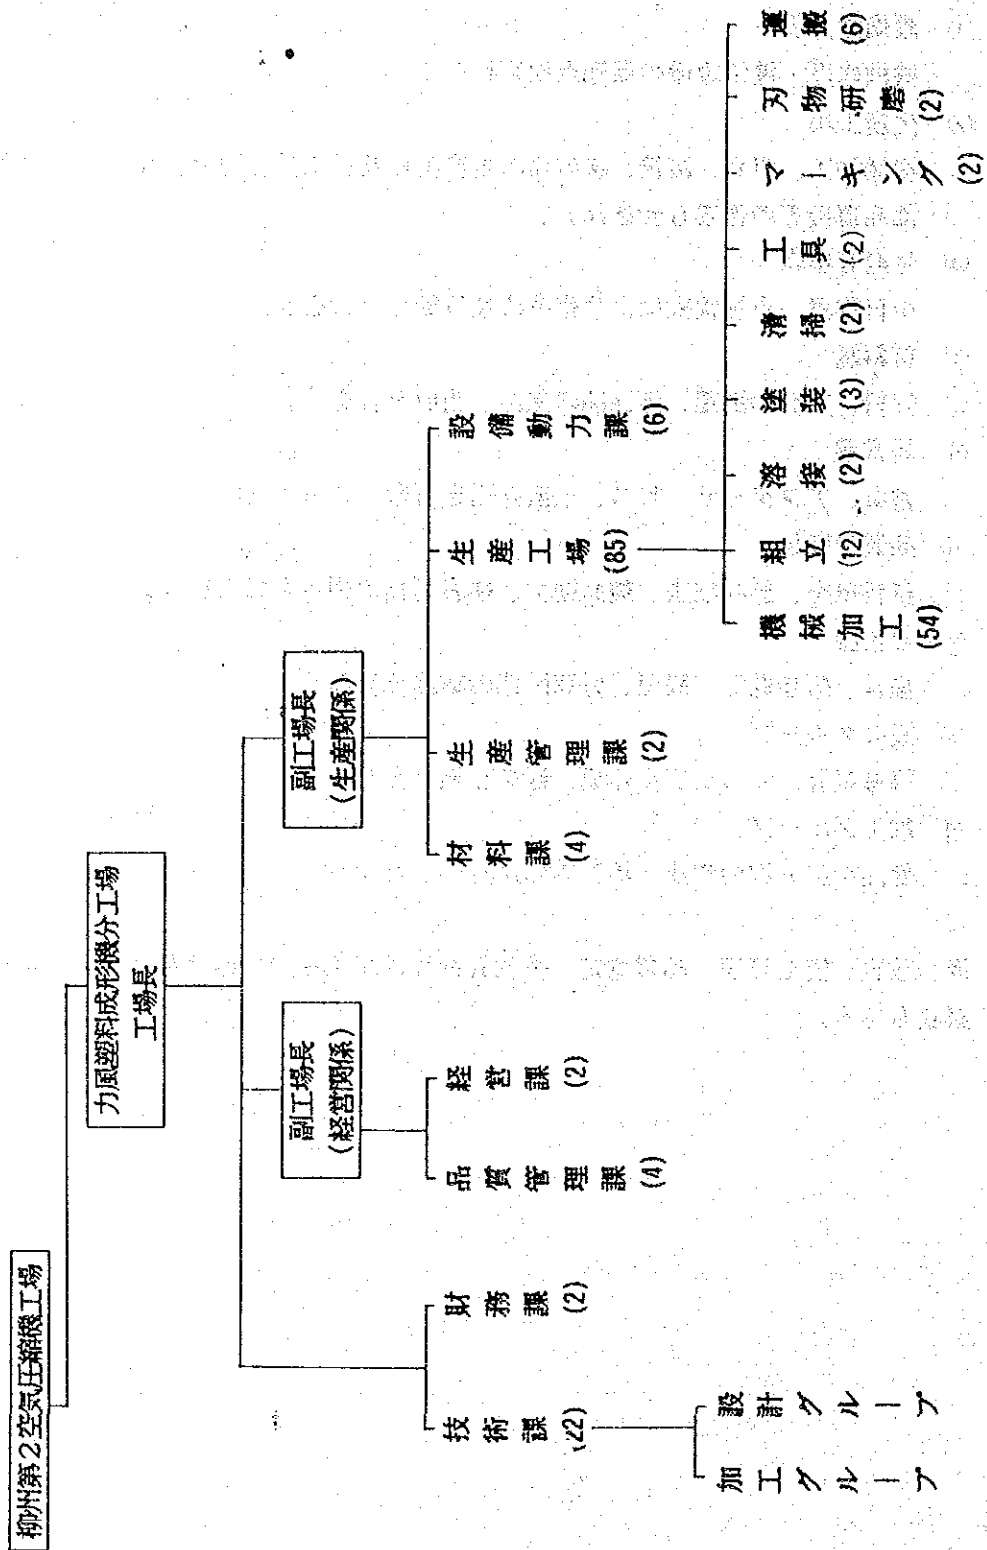 柳州第2空気圧縮機工場
力風塑料成形機分工場
工場長
副工場長
(経営関係)
副工場長
(生産関係)
技術課
(22)
財務課
(2)
品質管理課
(4)
経営課
(2)
材料課
(4)
生産管理課
(2)
生産工場
(85)
設備動力課
(6)
加工グループ
設計グループ
機械加工
(54)
組立
(12)
溶接
(2)
塗装
(3)
清掃
(2)
工具
(2)
マーキング
(2)
刃物研磨
(2)
運搬
(6)